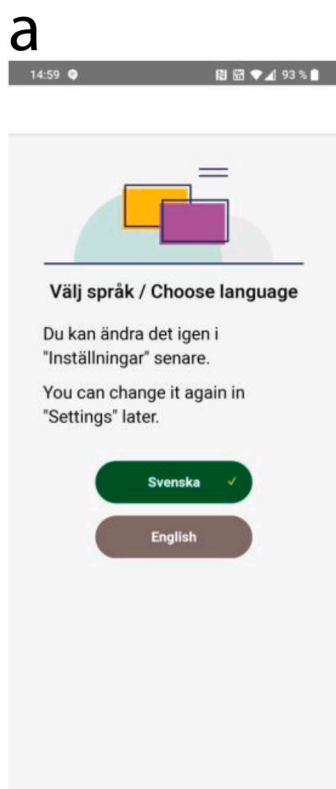 a
14:59 93 %
Välj språk / Choose language
Du kan ändra det igen i
"Inställningar" senare.
You can change it again in
"Settings" later.
Svenska
English